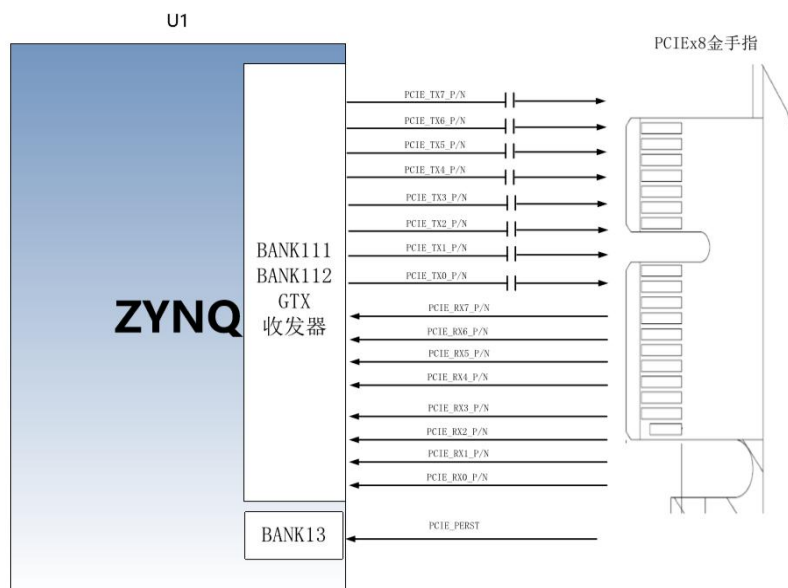 U1
PCIEx8金手指
PCIE_TX7_P/N
PCIE_TX6_P/N
PCIE_TX5_P/N
PCIE_TX4_P/N
PCIE_TX3_P/N
PCIE_TX2_P/N
PCIE_TX1_P/N
PCIE_TX0_P/N
ZYNQ
BANK111
BANK112
GTX
收发器
PCIE_RX7_P/N
PCIE_RX6_P/N
PCIE_RX5_P/N
PCIE_RX4_P/N
PCIE_RX3_P/N
PCIE_RX2_P/N
PCIE_RX1_P/N
PCIE_RX0_P/N
BANK13
PCIE_PERST